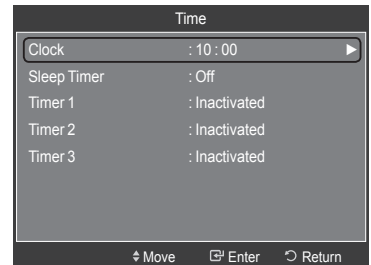 Time
Clock : 10 : 00
Sleep Timer : Off
Timer 1 : Inactivated
Timer 2 : Inactivated
Timer 3 : Inactivated
Move Enter Return